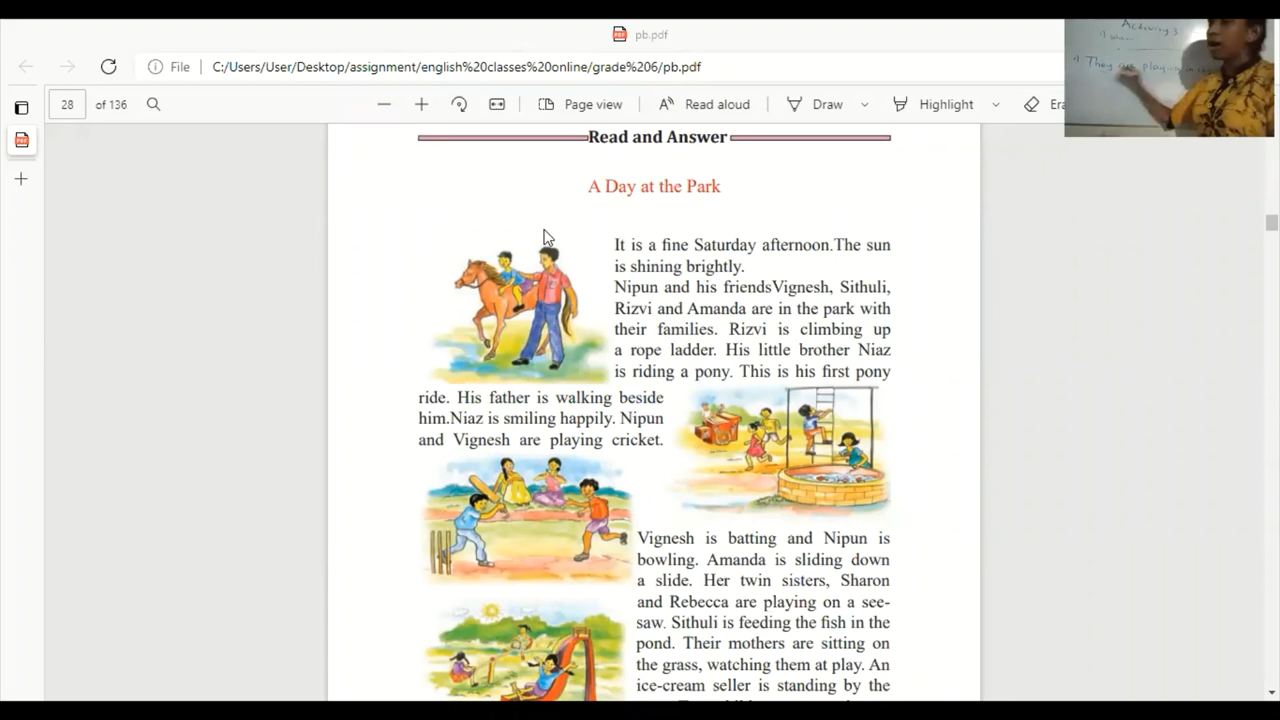 pb.pdf
File C:/Users/User/Desktop/assignment/english%20classes%20online/grade%206/pb.pdf
28 of 136
Page view
Read aloud
Draw
Highlight
Activity 3
1) They are playing in
Read and Answer
A Day at the Park
It is a fine Saturday afternoon.The sun
is shining brightly.
Nipun and his friendsVignesh, Sithuli,
Rizvi and Amanda are in the park with
their families. Rizvi is climbing up
a rope ladder. His little brother Niaz
is riding a pony. This is his first pony
ride. His father is walking beside
him.Niaz is smiling happily. Nipun
and Vignesh are playing cricket.
Vignesh is batting and Nipun is
bowling. Amanda is sliding down
a slide. Her twin sisters, Sharon
and Rebecca are playing on a see-
saw. Sithuli is feeding the fish in the
pond. Their mothers are sitting on
the grass, watching them at play. An
ice-cream seller is standing by the